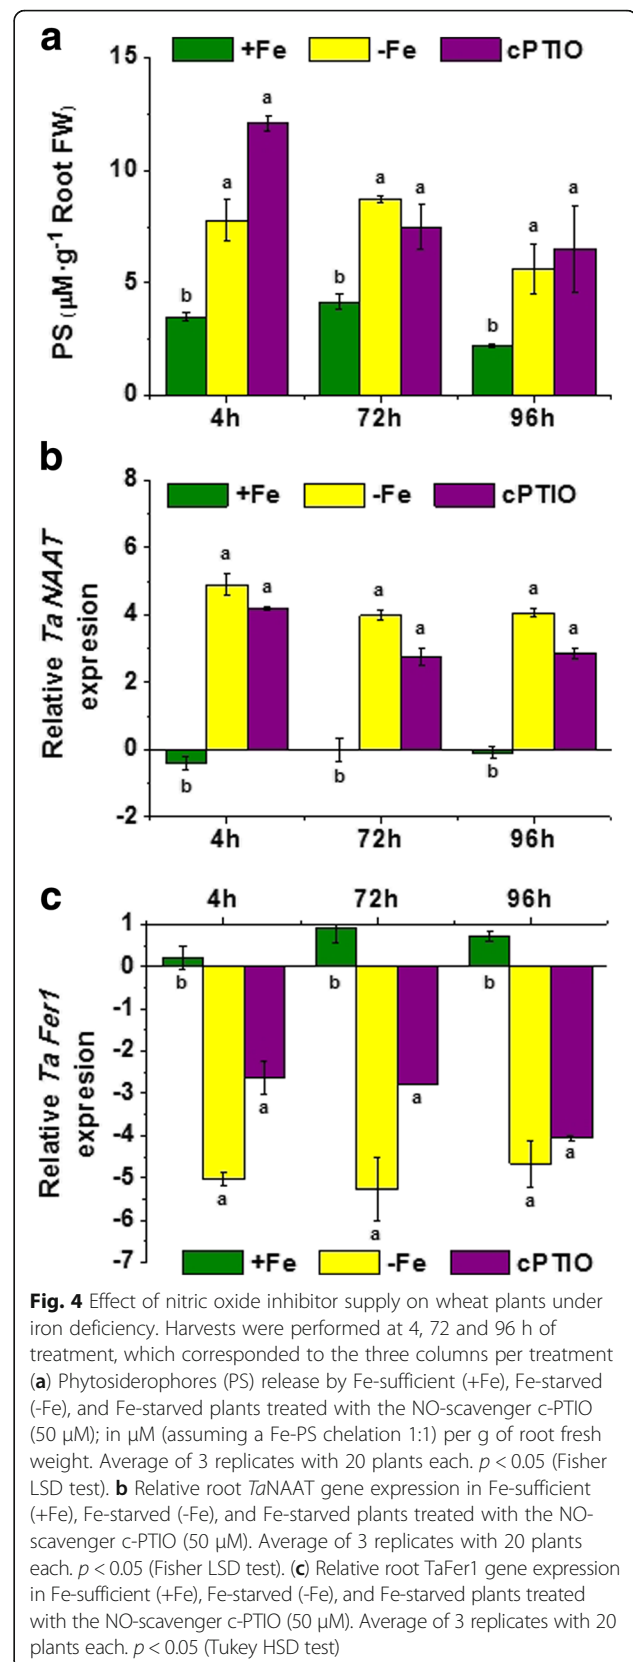 a
+Fe -Fe cPTIO
15
10
5
0
PS (µM·g⁻¹ Root FW)
b a a
b a a
b a a
4h 72h 96h
b
8
6
4
2
0
-2
+Fe -Fe cPTIO
Relative Ta NAAT
expresion
a a
a a
a a
b b b
4h 72h 96h
c
4h 72h 96h
1
0
-1
-2
-3
-4
-5
-6
-7
Relative Ta Fer1
expresion
b b b
a a
a a
a a
+Fe -Fe cPTIO
Fig. 4 Effect of nitric oxide inhibitor supply on wheat plants under
iron deficiency. Harvests were performed at 4, 72 and 96 h of
treatment, which corresponded to the three columns per treatment
(a) Phytosiderophores (PS) release by Fe-sufficient (+Fe), Fe-starved
(-Fe), and Fe-starved plants treated with the NO-scavenger c-PTIO
(50 µM); in µM (assuming a Fe-PS chelation 1:1) per g of root fresh
weight. Average of 3 replicates with 20 plants each. p < 0.05 (Fisher
LSD test). b Relative root TaNAAT gene expression in Fe-sufficient
(+Fe), Fe-starved (-Fe), and Fe-starved plants treated with the NO-
scavenger c-PTIO (50 µM). Average of 3 replicates with 20 plants
each. p < 0.05 (Fisher LSD test). (c) Relative root TaFer1 gene expression
in Fe-sufficient (+Fe), Fe-starved (-Fe), and Fe-starved plants treated
with the NO-scavenger c-PTIO (50 µM). Average of 3 replicates with 20
plants each. p < 0.05 (Tukey HSD test)